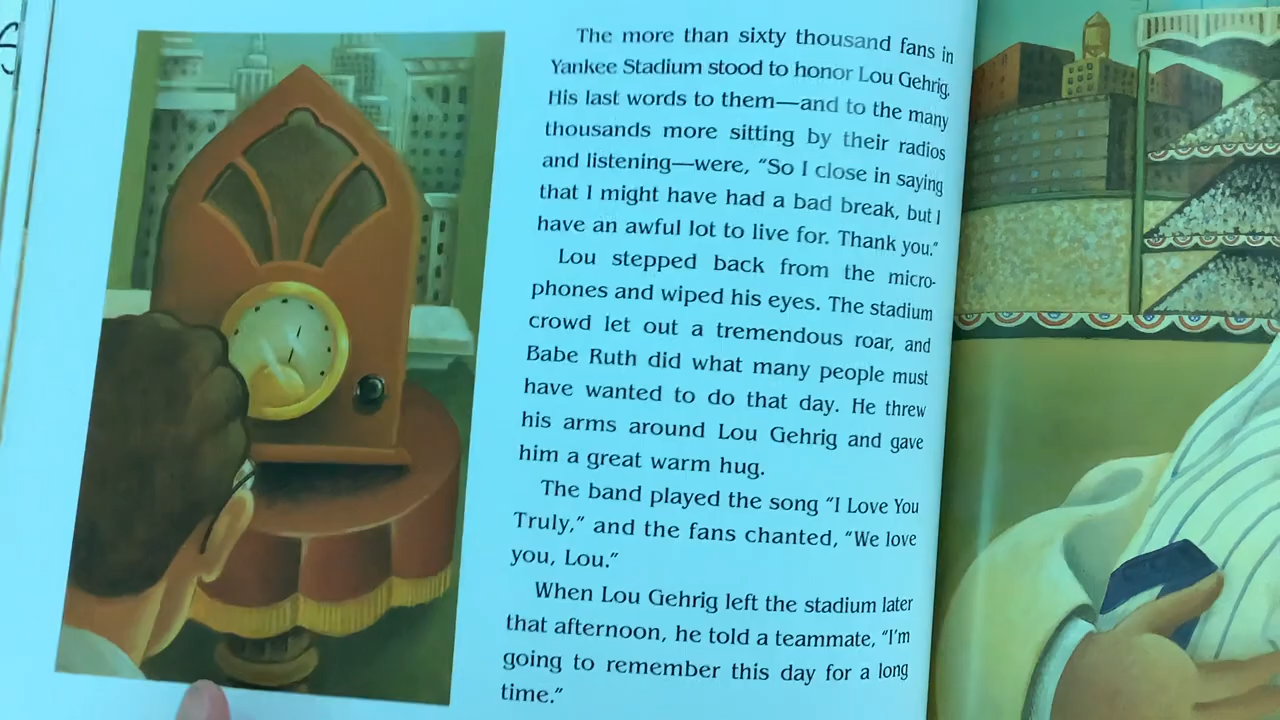 The more than sixty thousand fans in
Yankee Stadium stood to honor Lou Gehrig.
His last words to them—and to the many
thousands more sitting by their radios
and listening—were, “So I close in saying
that I might have had a bad break, but I
have an awful lot to live for. Thank you.”
Lou stepped back from the micro-
phones and wiped his eyes. The stadium
crowd let out a tremendous roar, and
Babe Ruth did what many people must
have wanted to do that day. He threw
his arms around Lou Gehrig and gave
him a great warm hug.
The band played the song “I Love You
Truly,” and the fans chanted, “We love
you, Lou.”
When Lou Gehrig left the stadium later
that afternoon, he told a teammate, “I’m
going to remember this day for a long
time.”